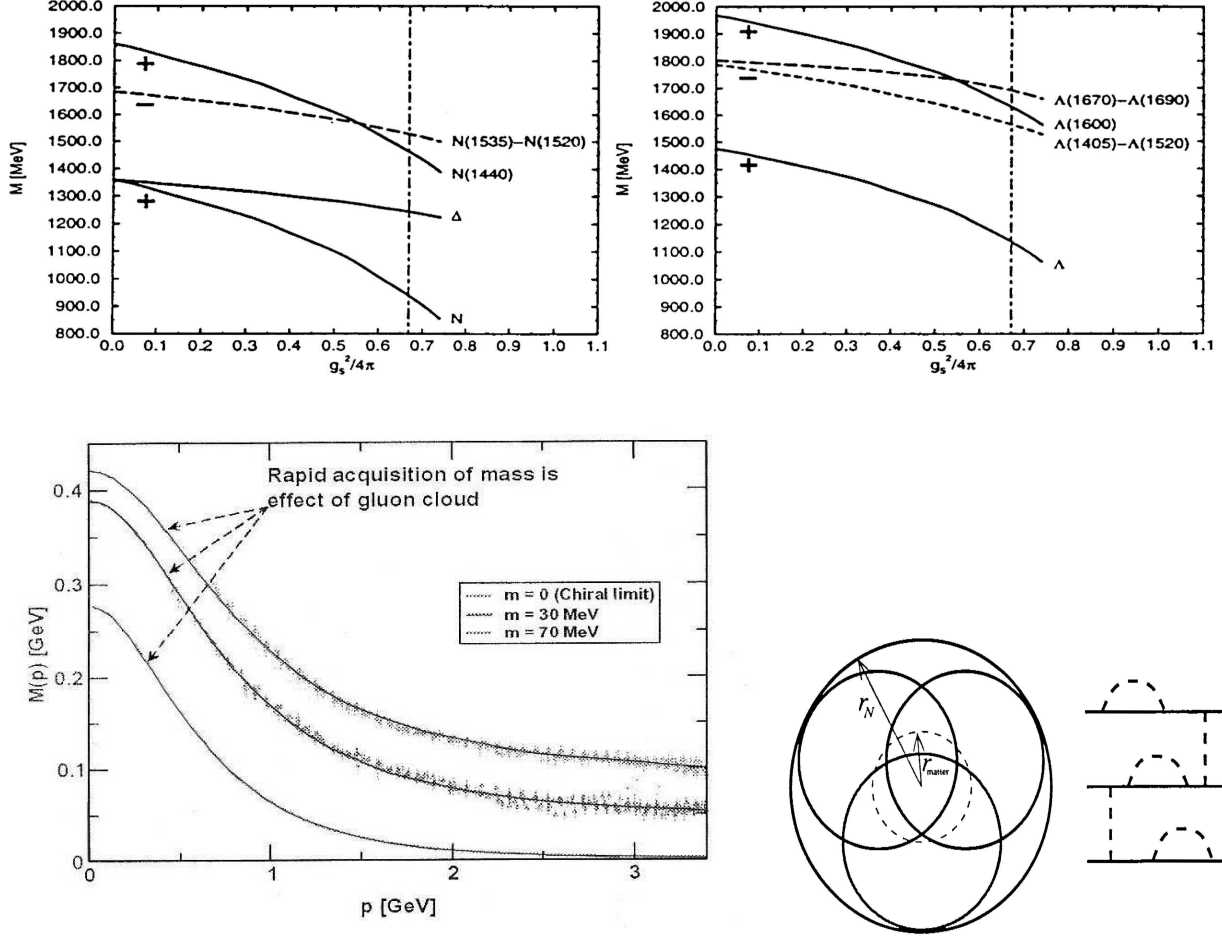 2000.0
1900.0
1800.0
1700.0
1600.0
1500.0
1400.0
1300.0
1200.0
1100.0
1000.0
900.0
800.0
M [MeV]
+
−
+
N(1535)−N(1520)
N(1440)
Δ
N
0.0 0.1 0.2 0.3 0.4 0.5 0.6 0.7 0.8 0.9 1.0 1.1
g_s²/4π
2000.0
1900.0
1800.0
1700.0
1600.0
1500.0
1400.0
1300.0
1200.0
1100.0
1000.0
900.0
800.0
M [MeV]
+
−
+
Λ(1670)−Λ(1690)
Λ(1600)
Λ(1405)−Λ(1520)
Λ
0.0 0.1 0.2 0.3 0.4 0.5 0.6 0.7 0.8 0.9 1.0 1.1
g_s²/4π
Rapid acquisition of mass is
effect of gluon cloud
0.4
0.3
0.2
0.1
0
M(p) [GeV]
m = 0 (Chiral limit)
m = 30 MeV
m = 70 MeV
0 1 2 3
p [GeV]
r_N
r_matter